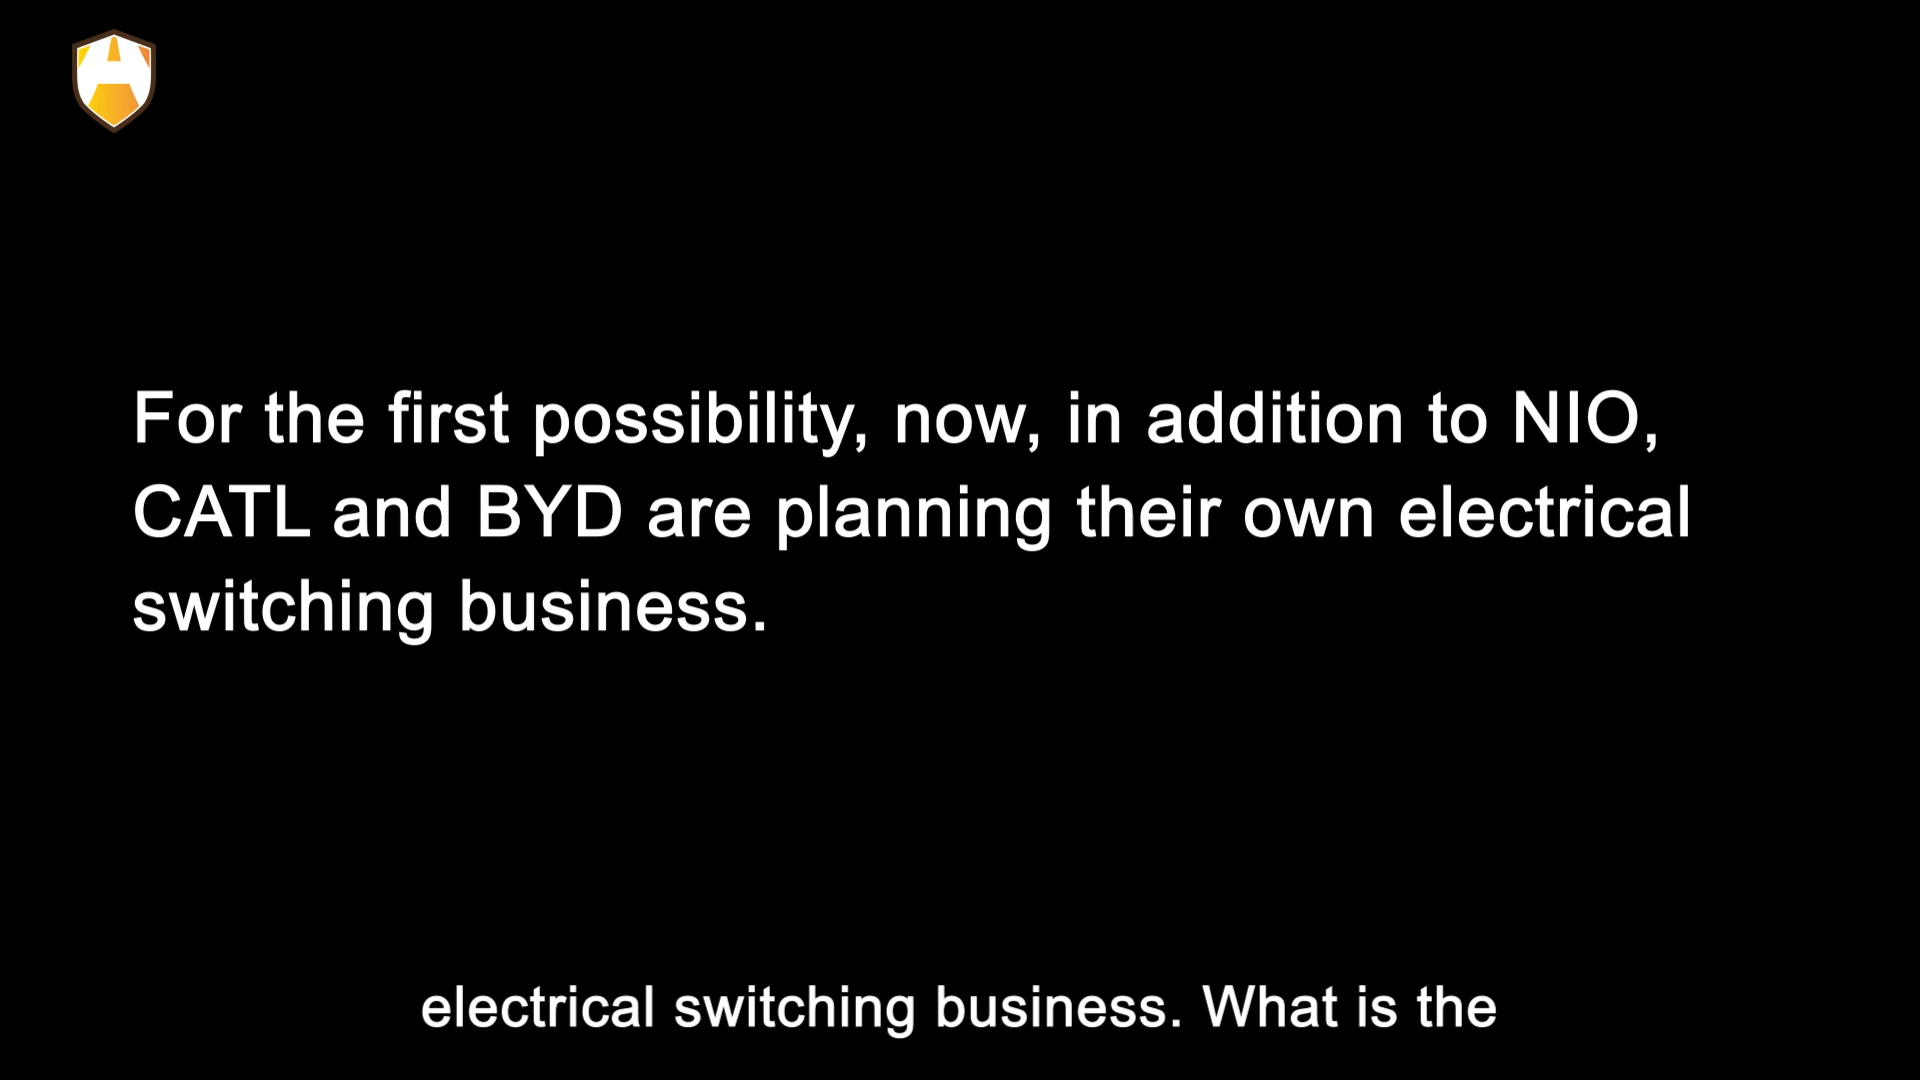 For the first possibility, now, in addition to NIO,
CATL and BYD are planning their own electrical
switching business.
electrical switching business. What is the